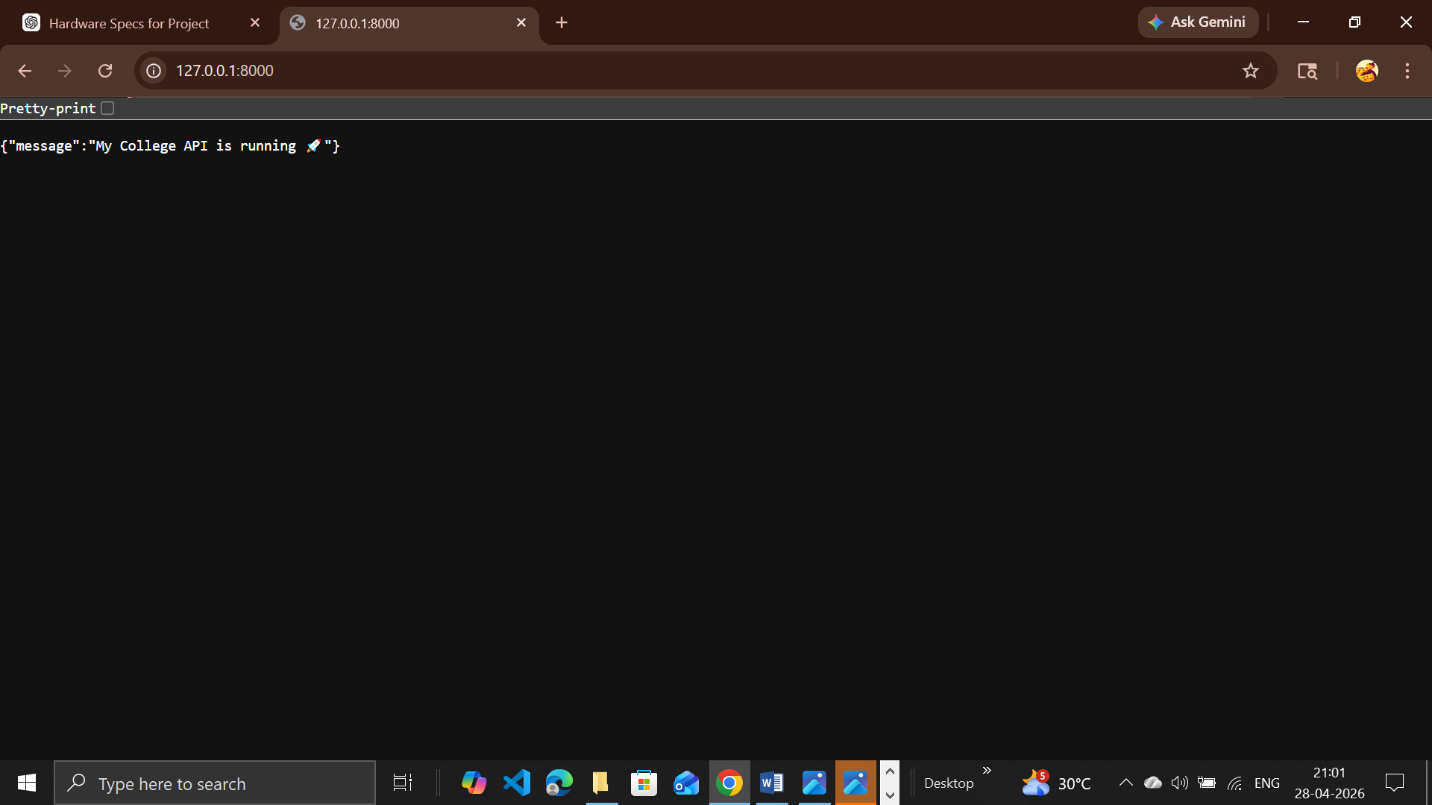 Hardware Specs for Project
127.0.0.1:8000
Ask Gemini
127.0.0.1:8000
Pretty-print
{"message":"My College API is running 🚀"}
Type here to search
Desktop
5
30°C
ENG
21:01
28-04-2026